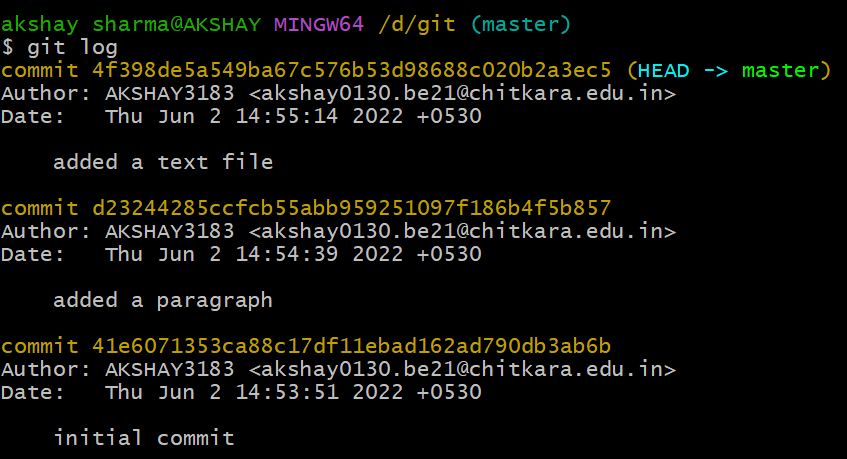 akshay sharma@AKSHAY MINGW64 /d/git (master)
$ git log
commit 4f398de5a549ba67c576b53d98688c020b2a3ec5 (HEAD -> master)
Author: AKSHAY3183 <akshay0130.be21@chitkara.edu.in>
Date:   Thu Jun 2 14:55:14 2022 +0530
    added a text file
commit d23244285ccfcb55abb959251097f186b4f5b857
Author: AKSHAY3183 <akshay0130.be21@chitkara.edu.in>
Date:   Thu Jun 2 14:54:39 2022 +0530
    added a paragraph
commit 41e6071353ca88c17df11ebad162ad790db3ab6b
Author: AKSHAY3183 <akshay0130.be21@chitkara.edu.in>
Date:   Thu Jun 2 14:53:51 2022 +0530
    initial commit